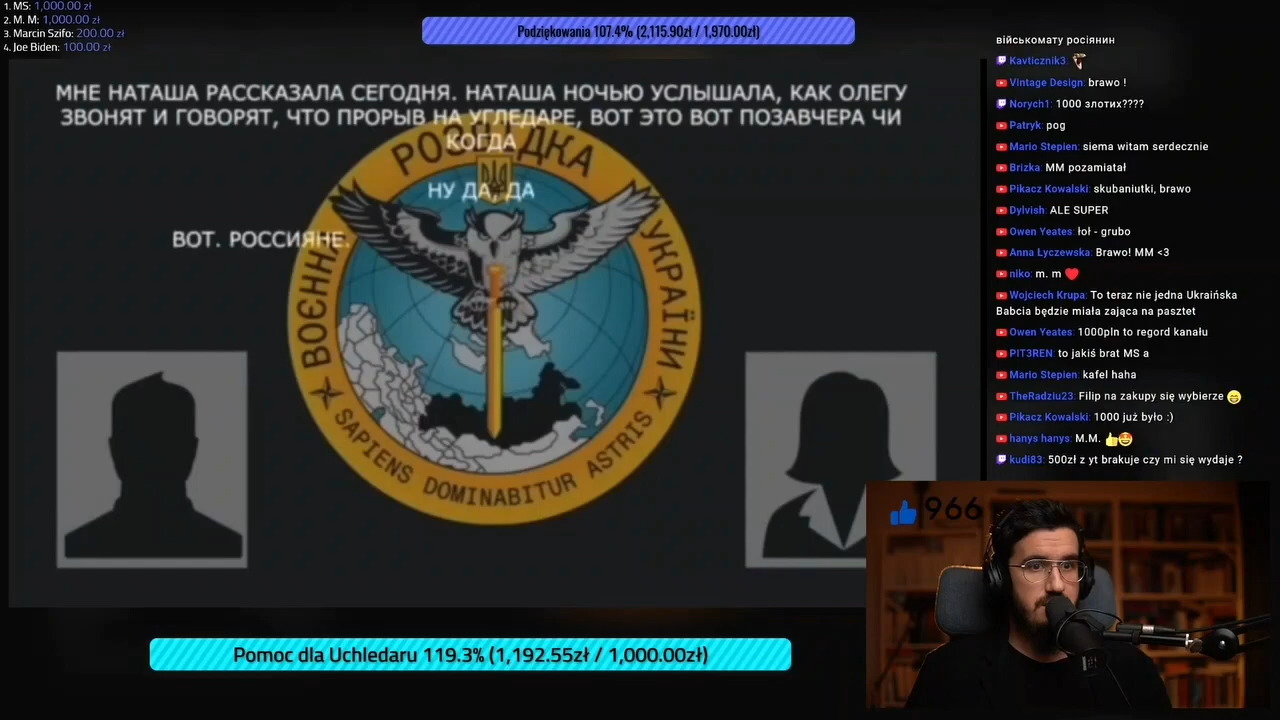 1. MS: 1,000.00 zł
2. M. M: 1,000.00 zł
3. Marcin Szifo: 200.00 zł
4. Joe Biden: 100.00 zł
Podziękowania 107.4% (2,115.90zł / 1,970.00zł)
МНЕ НАТАША РАССКАЗАЛА СЕГОДНЯ. НАТАША НОЧЬЮ УСЛЫШАЛА, КАК ОЛЕГУ
ЗВОНЯТ И ГОВОРЯТ, ЧТО ПРОРЫВ НА УГЛЕДАРЕ, ВОТ ЭТО ВОТ ПОЗАВЧЕРА ЧИ
КОГДА
НУ ДА, ДА
ВОТ. РОССИЯНЕ.
ВОЄННА РОЗВІДКА УКРАЇНИ
SAPIENS DOMINABITUR ASTRIS
військомату росіянин
Kavticznik3
Vintage Design: brawo !
Norych1: 1000 злотих????
Patryk: pog
Mario Stepien: siema witam serdecznie
Brizka: MM pozamiatał
Pikacz Kowalski: skubaniutki, brawo
Dylvish: ALE SUPER
Owen Yeates: łoł - grubo
Anna Łyczewska: Brawo! MM <3
niko: m. m ❤️
Wojciech Krupa: To teraz nie jedna Ukraińska
Babcia będzie miała zająca na pasztet
Owen Yeates: 1000pln to regord kanału
PIT3REN: to jakiś brat MS a
Mario Stepien: kafel haha
TheRadziu23: Filip na zakupy się wybierze 😄
Pikacz Kowalski: 1000 już było :)
hanys hanys: M.M. 👍🤩
kudi83: 500zł z yt brakuje czy mi się wydaje ?
966
Pomoc dla Uchledaru 119.3% (1,192.55zł / 1,000.00zł)